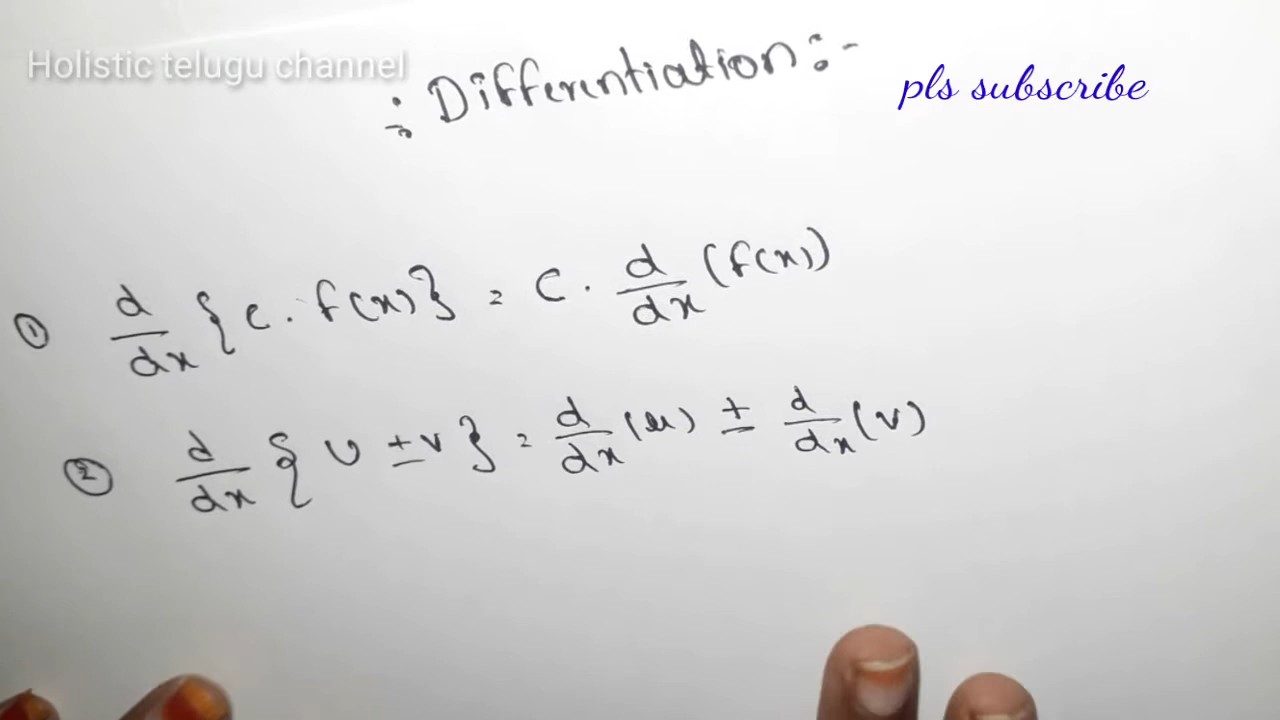 Holistic telugu channel
:Differentiation:-
pls subscribe
① d/dx {c . f(x)} = C . d/dx (f(x))
② d/dx {U ± v} = d/dx (u) ± d/dx (v)